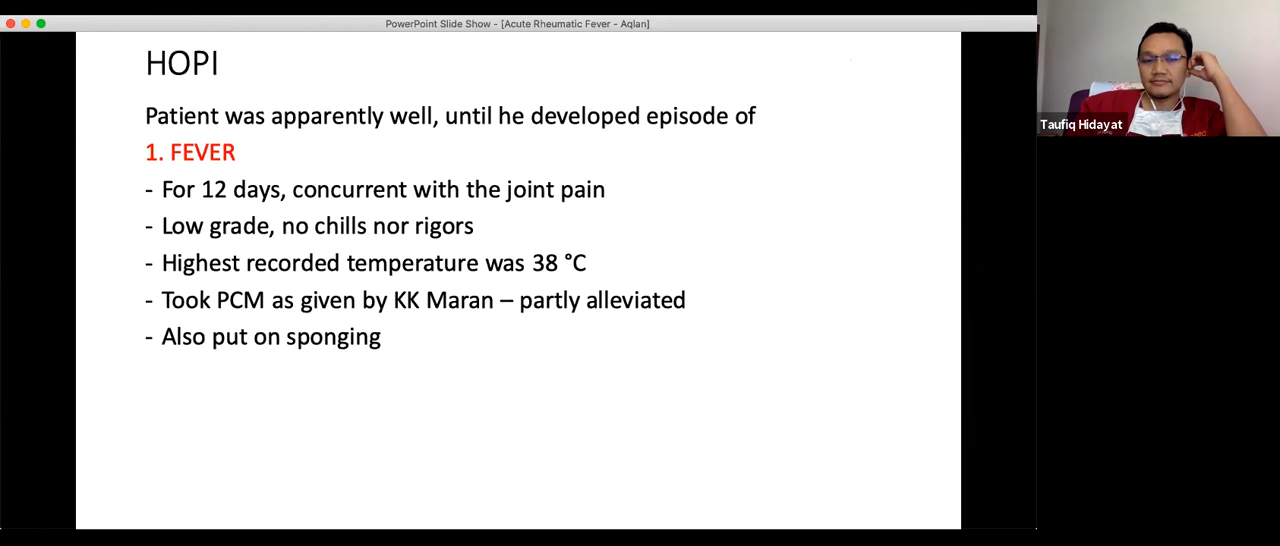 PowerPoint Slide Show - [Acute Rheumatic Fever - Aqlan]
HOPI
Patient was apparently well, until he developed episode of
1. FEVER
- For 12 days, concurrent with the joint pain
- Low grade, no chills nor rigors
- Highest recorded temperature was 38 °C
- Took PCM as given by KK Maran – partly alleviated
- Also put on sponging
Taufiq Hidayat